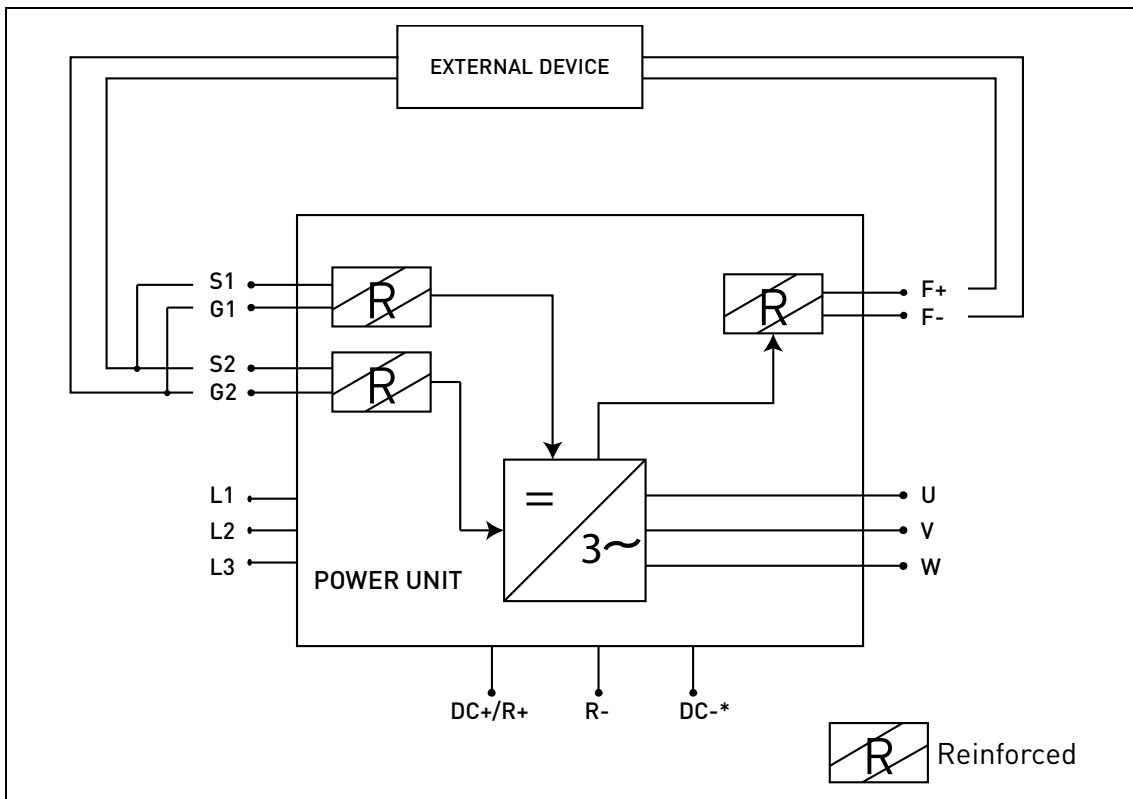 EXTERNAL DEVICE
S1
G1
S2
G2
R
R
R
F+
F-
L1
L2
L3
=
3~
U
V
W
POWER UNIT
DC+/R+ R- DC-*
R Reinforced